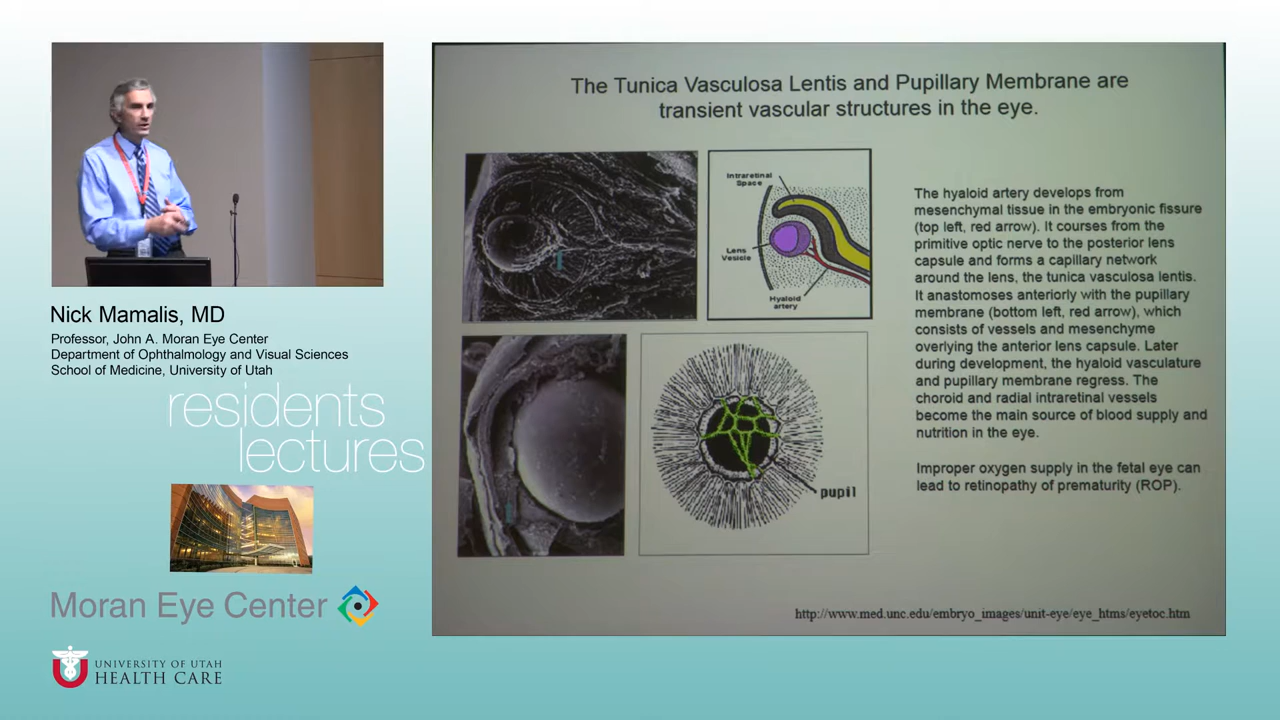 The Tunica Vasculosa Lentis and Pupillary Membrane are
transient vascular structures in the eye.
Intraretinal
Space
Lens
Vesicle
Hyaloid
artery
pupil
The hyaloid artery develops from
mesenchymal tissue in the embryonic fissure
(top left, red arrow). It courses from the
primitive optic nerve to the posterior lens
capsule and forms a capillary network
around the lens, the tunica vasculosa lentis.
It anastomoses anteriorly with the pupillary
membrane (bottom left, red arrow), which
consists of vessels and mesenchyme
overlying the anterior lens capsule. Later
during development, the hyaloid vasculature
and pupillary membrane regress. The
choroid and radial intraretinal vessels
become the main source of blood supply and
nutrition in the eye.
Improper oxygen supply in the fetal eye can
lead to retinopathy of prematurity (ROP).
http://www.med.unc.edu/embryo_images/unit-eye/eye_htms/eyetoc.htm
Nick Mamalis, MD
Professor, John A. Moran Eye Center
Department of Ophthalmology and Visual Sciences
School of Medicine, University of Utah
residents
lectures
Moran Eye Center
UNIVERSITY OF UTAH
HEALTH CARE